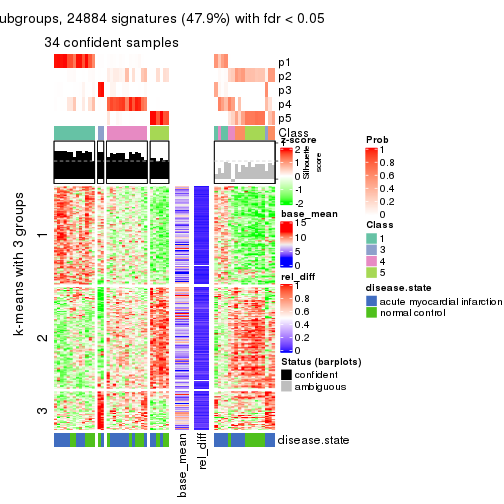 ubgroups, 24884 signatures (47.9%) with fdr < 0.05
34 confident samples
p1
p2
p3
p4
p5
Class
k-means with 3 groups
1
2
3
base_mean
rel_diff
disease.state
z-score
2
1
0
-1
-2
1
0.5
0
Silhouette
score
base_mean
15
10
5
0
rel_diff
1
0.8
0.6
0.4
0.2
0
Status (barplots)
confident
ambiguous
Prob
1
0.8
0.6
0.4
0.2
0
Class
1
3
4
5
disease.state
acute myocardial infarction
normal control